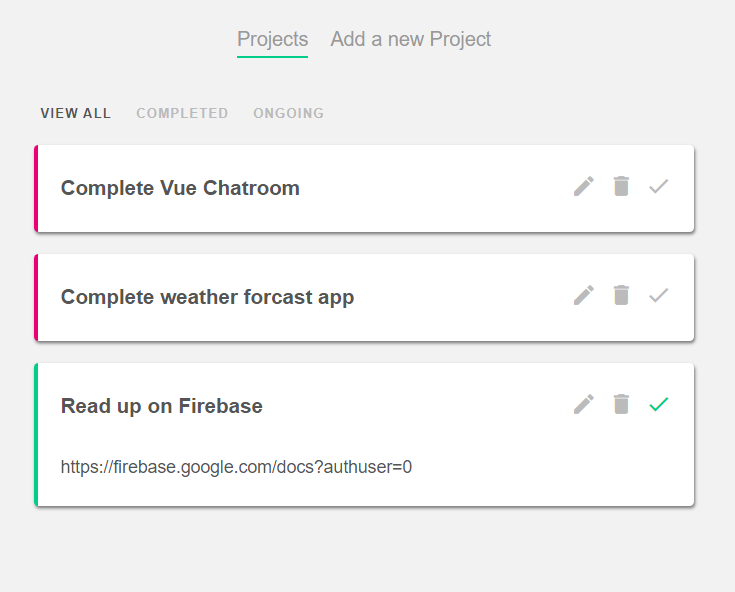 Projects Add a new Project
VIEW ALL COMPLETED ONGOING
Complete Vue Chatroom
Complete weather forcast app
Read up on Firebase
https://firebase.google.com/docs?authuser=0